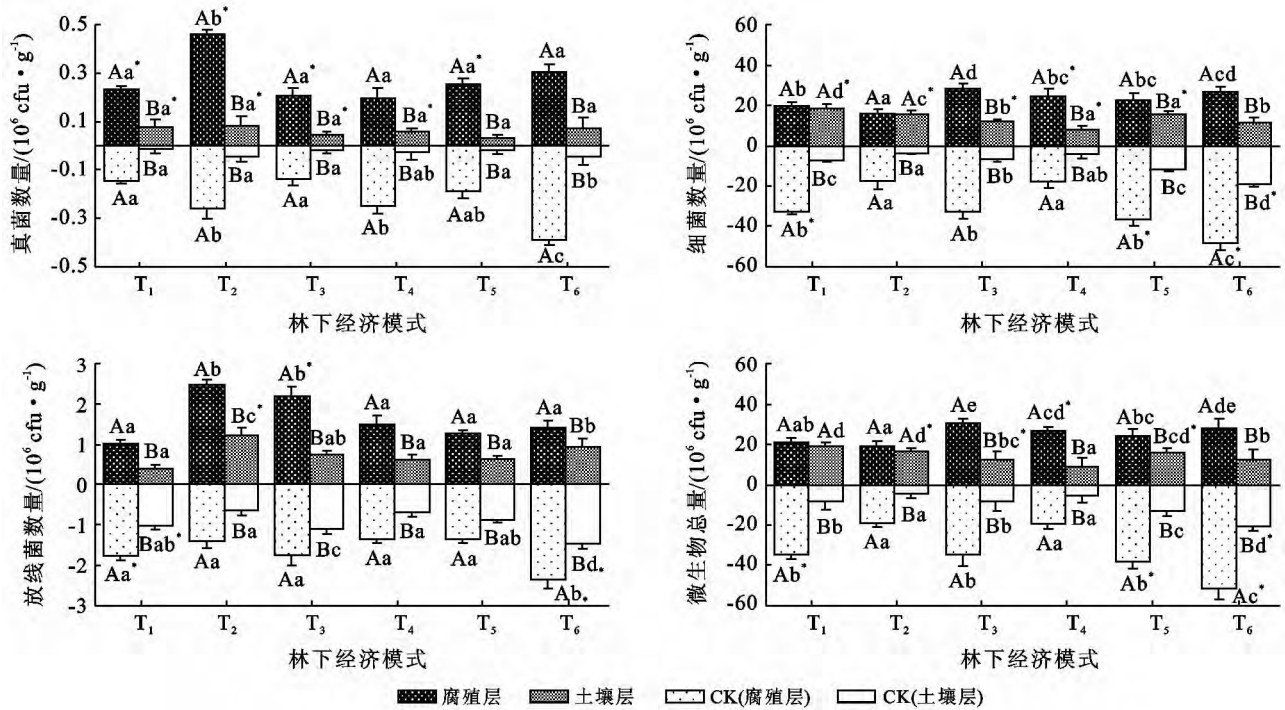 真菌数量/(10⁶ cfu·g⁻¹)
0.5
0.3
0.1
-0.1
-0.3
-0.5
Aa* Ba* Ab* Ba* Aa* Ba* Aa Ba* Aa* Ba Aa Ba
Aa Ba Ab Ba Aa Ba Ab Bab Aab Ba Ac Bb
T₁ T₂ T₃ T₄ T₅ T₆
林下经济模式
细菌数量/(10⁶ cfu·g⁻¹)
60
40
20
0
-20
-40
-60
Ab Ad* Aa Ac* Ad Bb* Abc* Ba* Abc Ba* Acd Bb
Ab* Bc Aa Ba Ab Bb Aa Bab Ab* Bc Ac* Bd*
T₁ T₂ T₃ T₄ T₅ T₆
林下经济模式
放线菌数量/(10⁶ cfu·g⁻¹)
3
2
1
0
-1
-2
-3
Aa Ba Ab Bc* Ab* Bab Aa Ba Aa Ba Aa Bb
Aa* Bab* Aa Ba Aa Bc Aa Ba Aa Bab Ab* Bd*
T₁ T₂ T₃ T₄ T₅ T₆
林下经济模式
微生物总量/(10⁶ cfu·g⁻¹)
60
40
20
0
-20
-40
-60
Aab Ad Aa Ad* Ae Bbc* Acd* Ba Abc Bcd* Ade Bb
Ab* Bb Aa Ba Ab Bb Aa Ba Ab* Bc Ac* Bd*
T₁ T₂ T₃ T₄ T₅ T₆
林下经济模式
腐殖层 土壤层 CK(腐殖层) CK(土壤层)